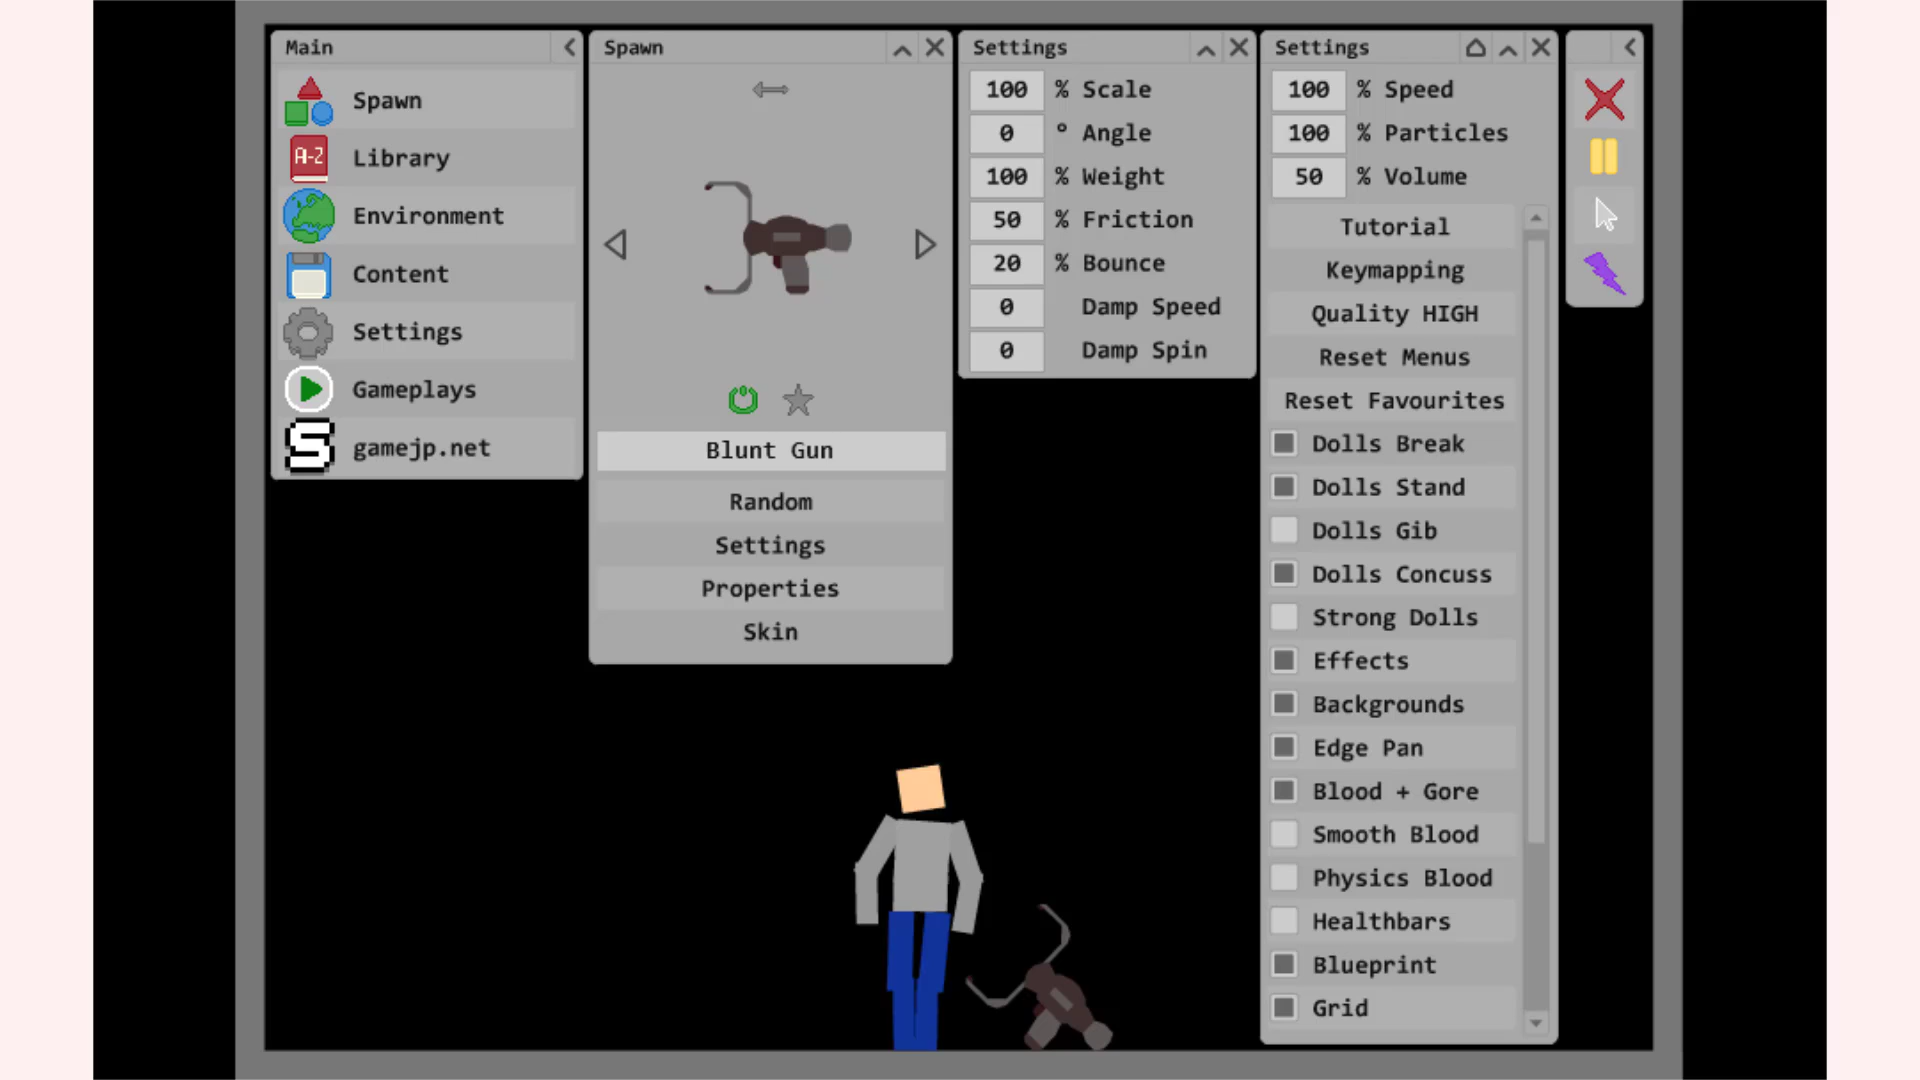 Main
Spawn
A-Z
Library
Environment
Content
Settings
Gameplays
S
gamejp.net
Spawn
Blunt Gun
Random
Settings
Properties
Skin
Settings
100 % Scale
0 ° Angle
100 % Weight
50 % Friction
20 % Bounce
0 Damp Speed
0 Damp Spin
Settings
100 % Speed
100 % Particles
50 % Volume
Tutorial
Keymapping
Quality HIGH
Reset Menus
Reset Favourites
Dolls Break
Dolls Stand
Dolls Gib
Dolls Concuss
Strong Dolls
Effects
Backgrounds
Edge Pan
Blood + Gore
Smooth Blood
Physics Blood
Healthbars
Blueprint
Grid